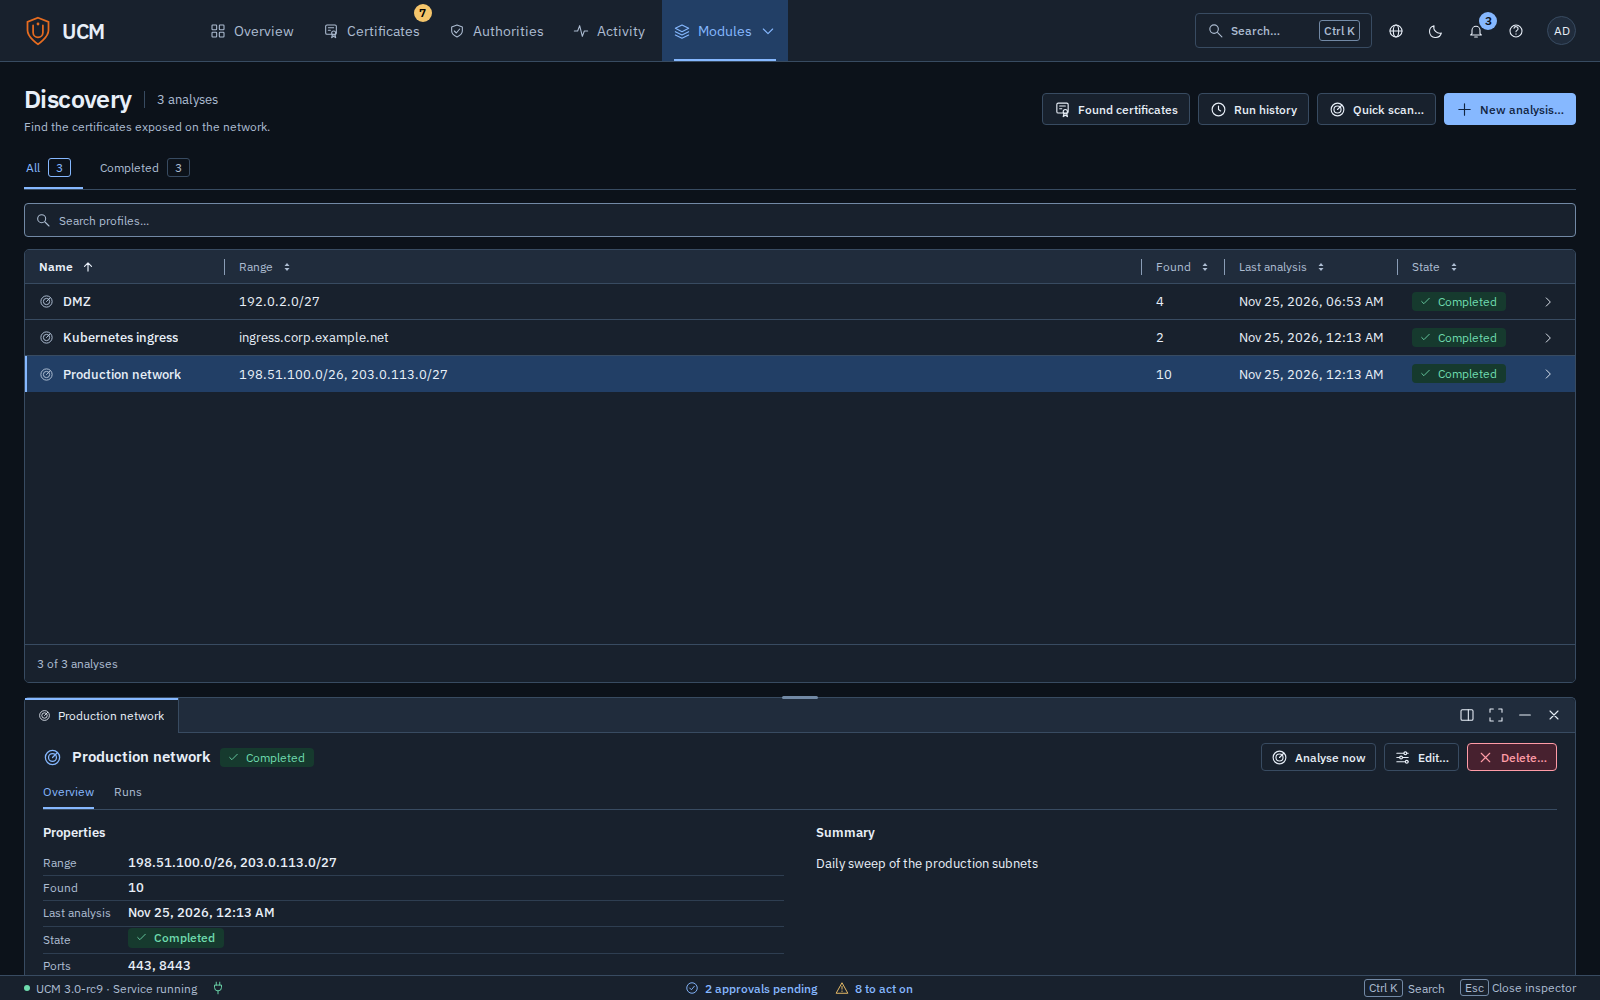 UCM
Overview
Certificates
7
Authorities
Activity
Modules
Search...
Ctrl K
3
AD
Discovery
3 analyses
Find the certificates exposed on the network.
Found certificates
Run history
Quick scan...
New analysis...
All 3
Completed 3
Search profiles...
Name Range Found Last analysis State
DMZ 192.0.2.0/27 4 Nov 25, 2026, 06:53 AM Completed
Kubernetes ingress ingress.corp.example.net 2 Nov 25, 2026, 12:13 AM Completed
Production network 198.51.100.0/26, 203.0.113.0/27 10 Nov 25, 2026, 12:13 AM Completed
3 of 3 analyses
Production network
Production network Completed
Analyse now
Edit...
Delete...
Overview Runs
Properties
Range 198.51.100.0/26, 203.0.113.0/27
Found 10
Last analysis Nov 25, 2026, 12:13 AM
State Completed
Ports 443, 8443
Summary
Daily sweep of the production subnets
UCM 3.0-rc9 · Service running
2 approvals pending
8 to act on
Ctrl K Search
Esc Close inspector